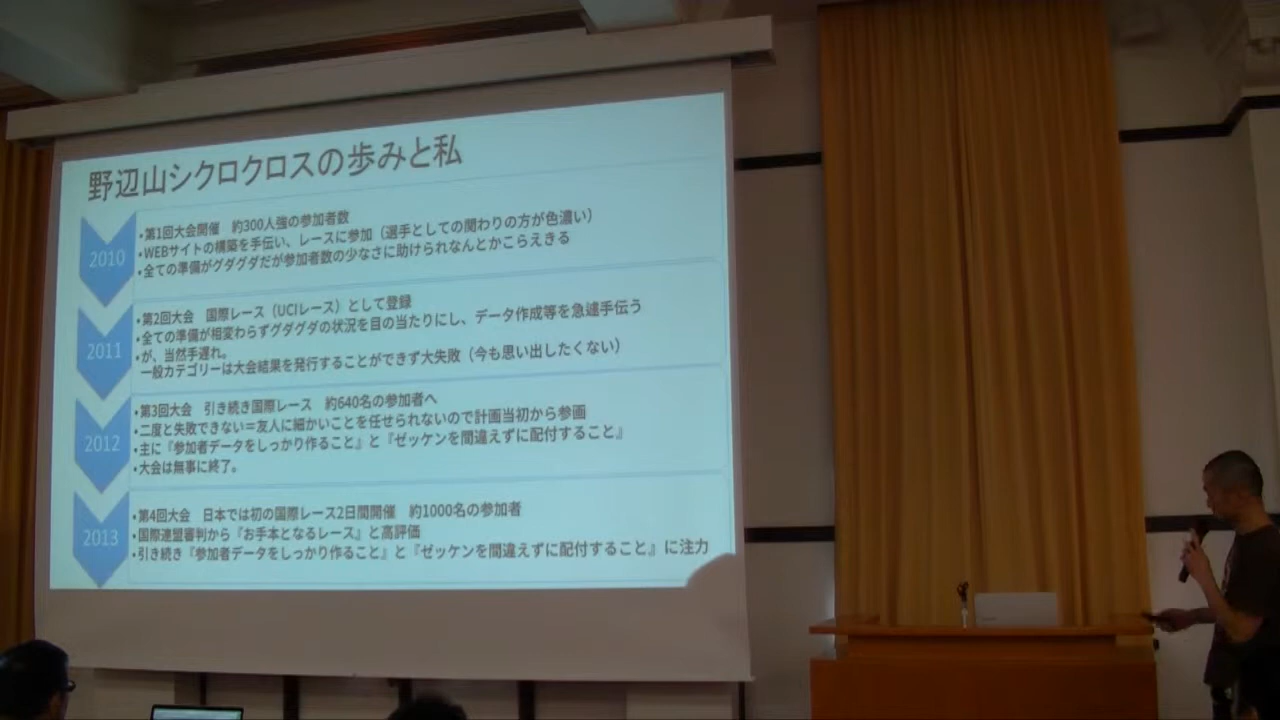 野辺山シクロクロスの歩みと私
2010
•第1回大会開催　約300人強の参加者数
•WEBサイトの構築を手伝い、レースに参加（選手としての関わりの方が色濃い）
•全ての準備がグダグダだが参加者数の少なさに助けられなんとかこらえきる
2011
•第2回大会　国際レース（UCIレース）として登録
•全ての準備が相変わらずグダグダの状況を目の当たりにし、データ作成等を急遽手伝う
•が、当然手遅れ。
一般カテゴリーは大会結果を発行することができず大失敗（今も思い出したくない）
2012
•第3回大会　引き続き国際レース　約640名の参加者へ
•二度と失敗できない＝友人に細かいことを任せられないので計画当初から参画
•主に『参加者データをしっかり作ること』と『ゼッケンを間違えずに配付すること』
•大会は無事に終了。
2013
•第4回大会　日本では初の国際レース2日間開催　約1000名の参加者
•国際連盟審判から『お手本となるレース』と高評価
•引き続き『参加者データをしっかり作ること』と『ゼッケンを間違えずに配付すること』に注力